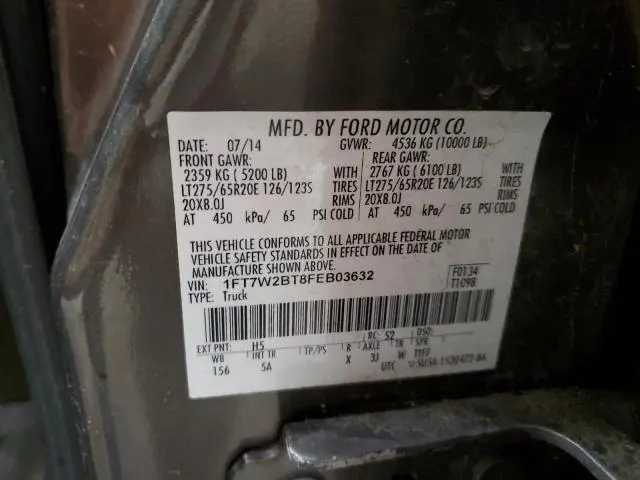 MFD. BY FORD MOTOR CO.
DATE: 07/14 GVWR: 4536 KG (10000 LB)
FRONT GAWR: REAR GAWR:
2359 KG ( 5200 LB) WITH 2767 KG ( 6100 LB) WITH
LT275/65R20E 126/123S TIRES LT275/65R20E 126/123S TIRES
20X8.0J RIMS 20X8.0J RIMS
AT 450 kPa/ 65 PSI COLD AT 450 kPa/ 65 PSI COLD
THIS VEHICLE CONFORMS TO ALL APPLICABLE FEDERAL MOTOR
VEHICLE SAFETY STANDARDS IN EFFECT ON THE DATE OF
MANUFACTURE SHOWN ABOVE.
VIN: 1FT7W2BT8FEB03632 F0134
TYPE: Truck T1098
EXT PNT: H5 RC: 52 DSO:
WB INT TR TP/PS R AXLE TR SPR
156 5A X 3J W TTFF
UTC